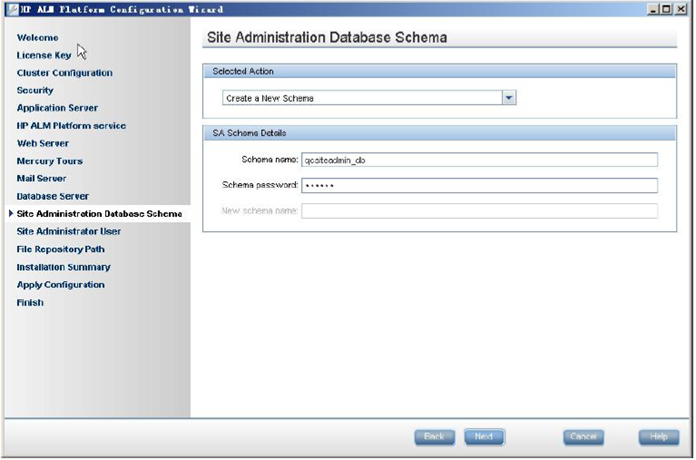 HP ALM Platform Configuration Wizard
Welcome
License Key
Cluster Configuration
Security
Application Server
HP ALM Platform service
Web Server
Mercury Tours
Mail Server
Database Server
Site Administration Database Schema
Site Administrator User
File Repository Path
Installation Summary
Apply Configuration
Finish
Site Administration Database Schema
Selected Action
Create a New Schema
SA Schema Details
Schema name: qcsiteadmin_db
Schema password: ••••••
New schema name:
Back Next Cancel Help